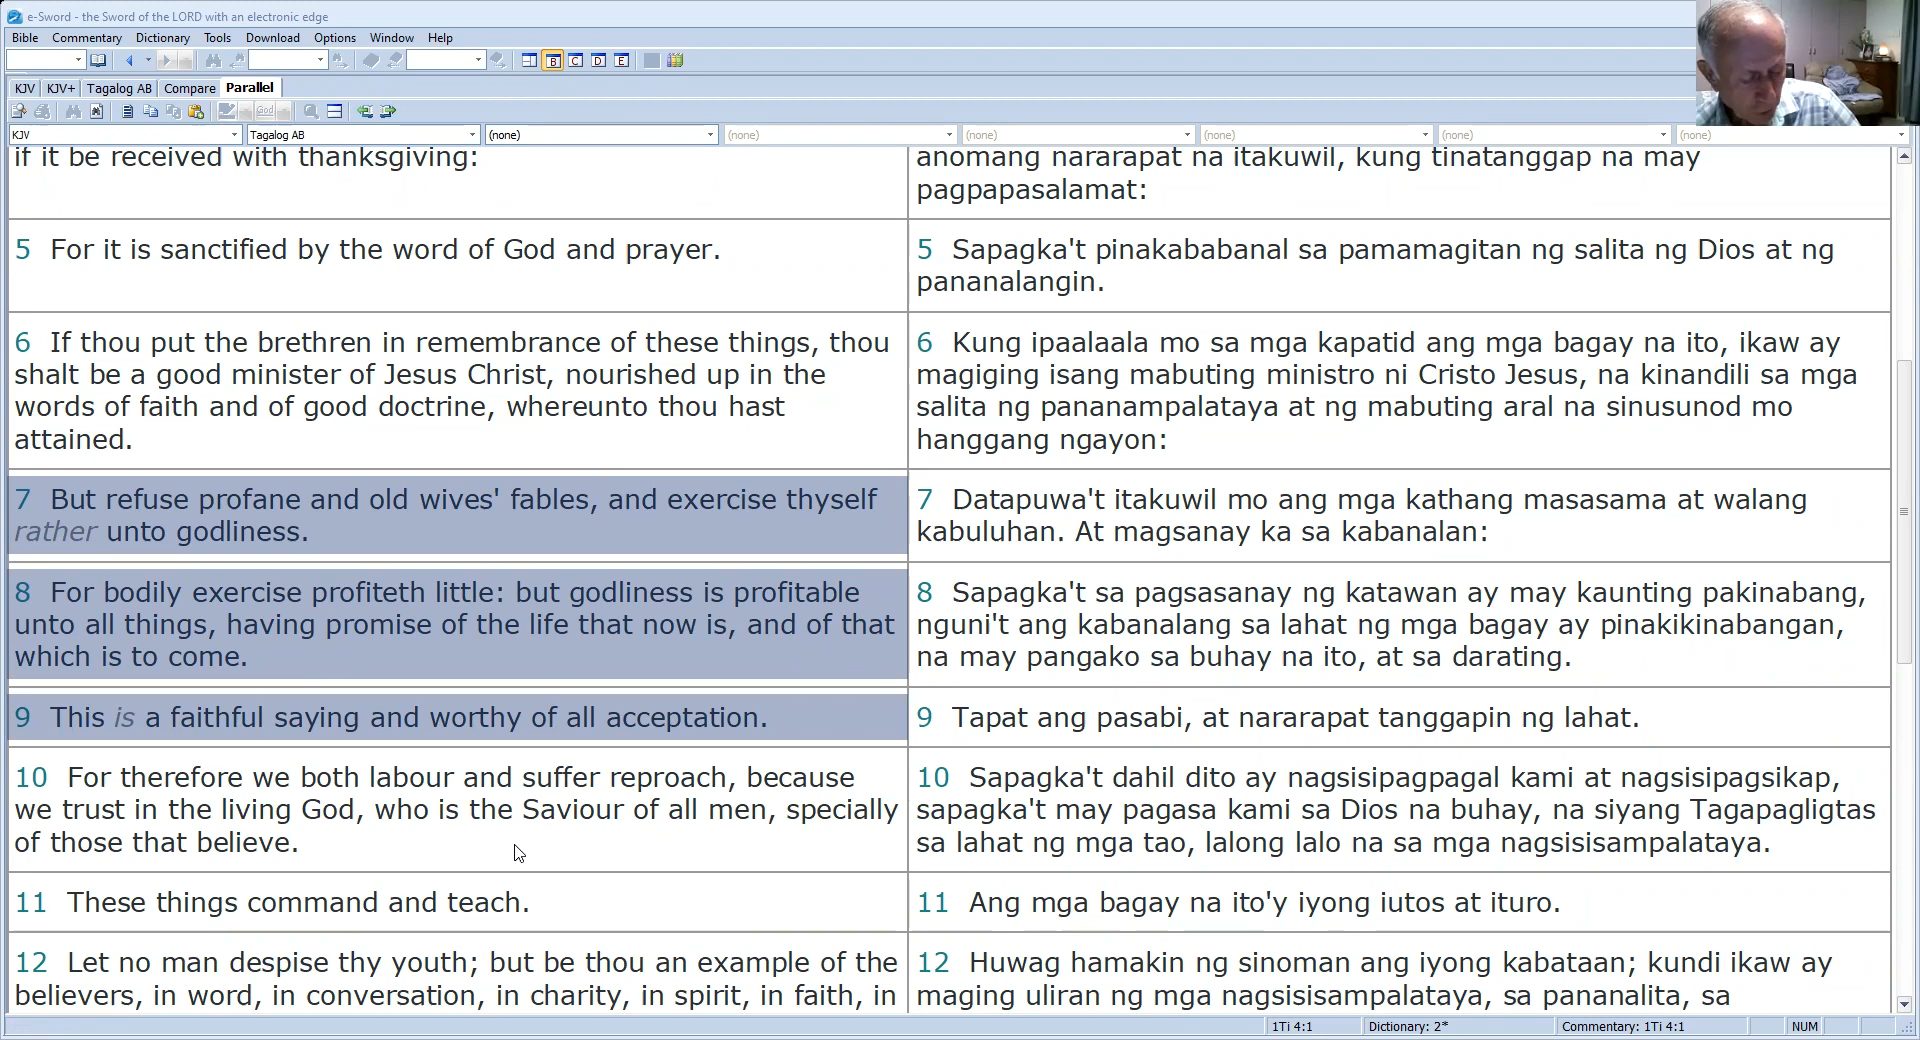 e-Sword - the Sword of the LORD with an electronic edge
Bible Commentary Dictionary Tools Download Options Window Help
B C D E
KJV KJV+ Tagalog AB Compare Parallel
God
KJV Tagalog AB (none) (none) (none) (none) (none) (none)
if it be received with thanksgiving:
5 For it is sanctified by the word of God and prayer.
6 If thou put the brethren in remembrance of these things, thou
shalt be a good minister of Jesus Christ, nourished up in the
words of faith and of good doctrine, whereunto thou hast
attained.
7 But refuse profane and old wives' fables, and exercise thyself
rather unto godliness.
8 For bodily exercise profiteth little: but godliness is profitable
unto all things, having promise of the life that now is, and of that
which is to come.
9 This is a faithful saying and worthy of all acceptation.
10 For therefore we both labour and suffer reproach, because
we trust in the living God, who is the Saviour of all men, specially
of those that believe.
11 These things command and teach.
12 Let no man despise thy youth; but be thou an example of the
believers, in word, in conversation, in charity, in spirit, in faith, in
anomang nararapat na itakuwil, kung tinatanggap na may
pagpapasalamat:
5 Sapagka't pinakababanal sa pamamagitan ng salita ng Dios at ng
pananalangin.
6 Kung ipaalaala mo sa mga kapatid ang mga bagay na ito, ikaw ay
magiging isang mabuting ministro ni Cristo Jesus, na kinandili sa mga
salita ng pananampalataya at ng mabuting aral na sinusunod mo
hanggang ngayon:
7 Datapuwa't itakuwil mo ang mga kathang masasama at walang
kabuluhan. At magsanay ka sa kabanalan:
8 Sapagka't sa pagsasanay ng katawan ay may kaunting pakinabang,
nguni't ang kabanalang sa lahat ng mga bagay ay pinakikinabangan,
na may pangako sa buhay na ito, at sa darating.
9 Tapat ang pasabi, at nararapat tanggapin ng lahat.
10 Sapagka't dahil dito ay nagsisipagpagal kami at nagsisipagsikap,
sapagka't may pagasa kami sa Dios na buhay, na siyang Tagapagligtas
sa lahat ng mga tao, lalong lalo na sa mga nagsisisampalataya.
11 Ang mga bagay na ito'y iyong iutos at ituro.
12 Huwag hamakin ng sinoman ang iyong kabataan; kundi ikaw ay
maging uliran ng mga nagsisisampalataya, sa pananalita, sa
1Ti 4:1 Dictionary: 2* Commentary: 1Ti 4:1 NUM